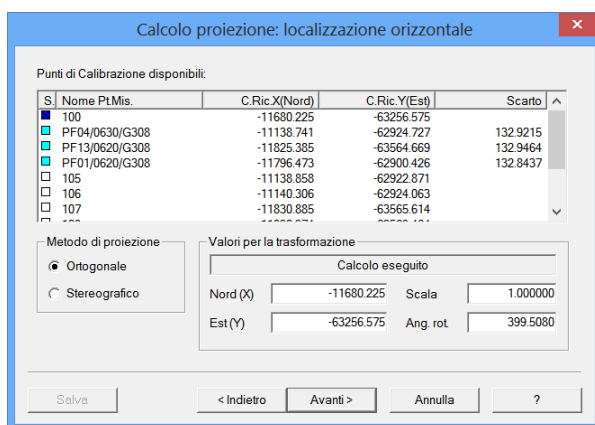 Calcolo proiezione: localizzazione orizzontale
x
Punti di Calibrazione disponibili:
S. Nome Pt.Mis. C.Ric.X(Nord) C.Ric.Y(Est) Scarto
100 -11680.225 -63256.575
PF04/0630/G308 -11138.741 -62924.727 132.9215
PF13/0620/G308 -11825.385 -63564.669 132.9464
PF01/0620/G308 -11796.473 -62900.426 132.8437
105 -11138.858 -62922.871
106 -11140.306 -62924.063
107 -11830.885 -63565.614
Metodo di proiezione
Ortogonale
Stereografico
Valori per la trasformazione
Calcolo eseguito
Nord (X) -11680.225 Scala 1.000000
Est (Y) -63256.575 Ang. rot. 399.5080
Salva < Indietro Avanti > Annulla ?